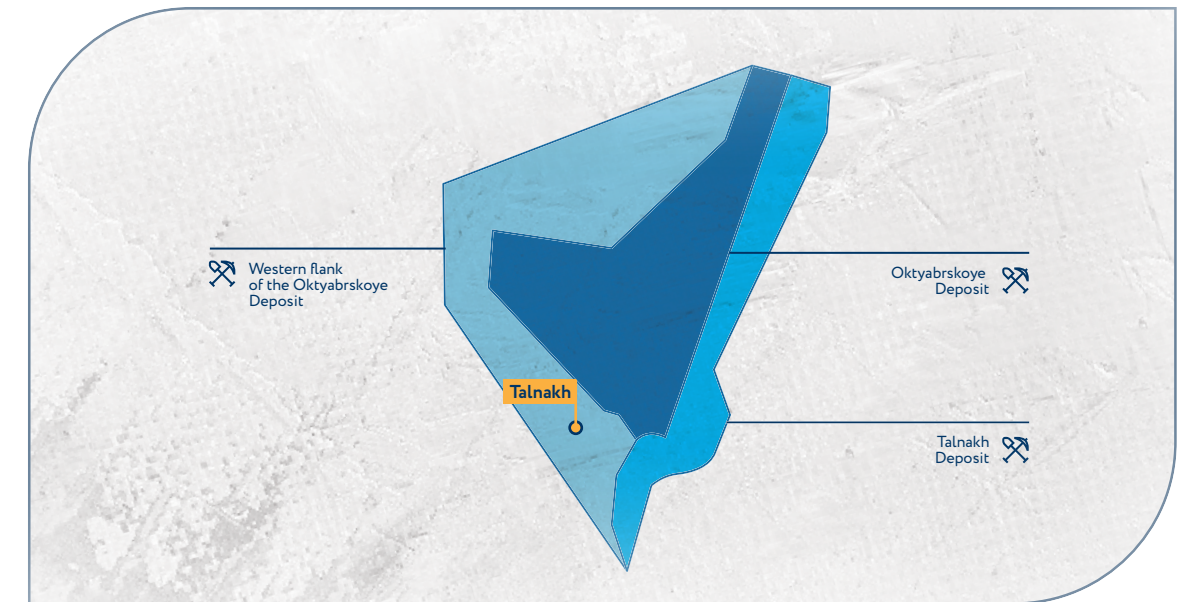 Western flank
of the Oktyabrskoye
Deposit
Oktyabrskoye
Deposit
Talnakh
Talnakh
Deposit